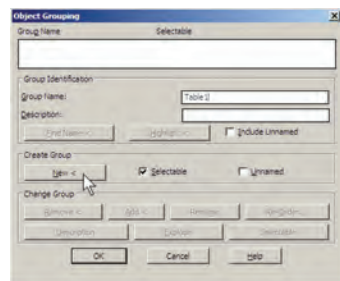 Object Grouping
Group Name Selectable
Group Identification
Group Name: Table 1
Description:
Find Name < Highlight < Include Unnamed
Create Group
New < Selectable Unnamed
Change Group
Remove < Add < Rename Re-Order...
Description Explode Selectable
OK Cancel Help